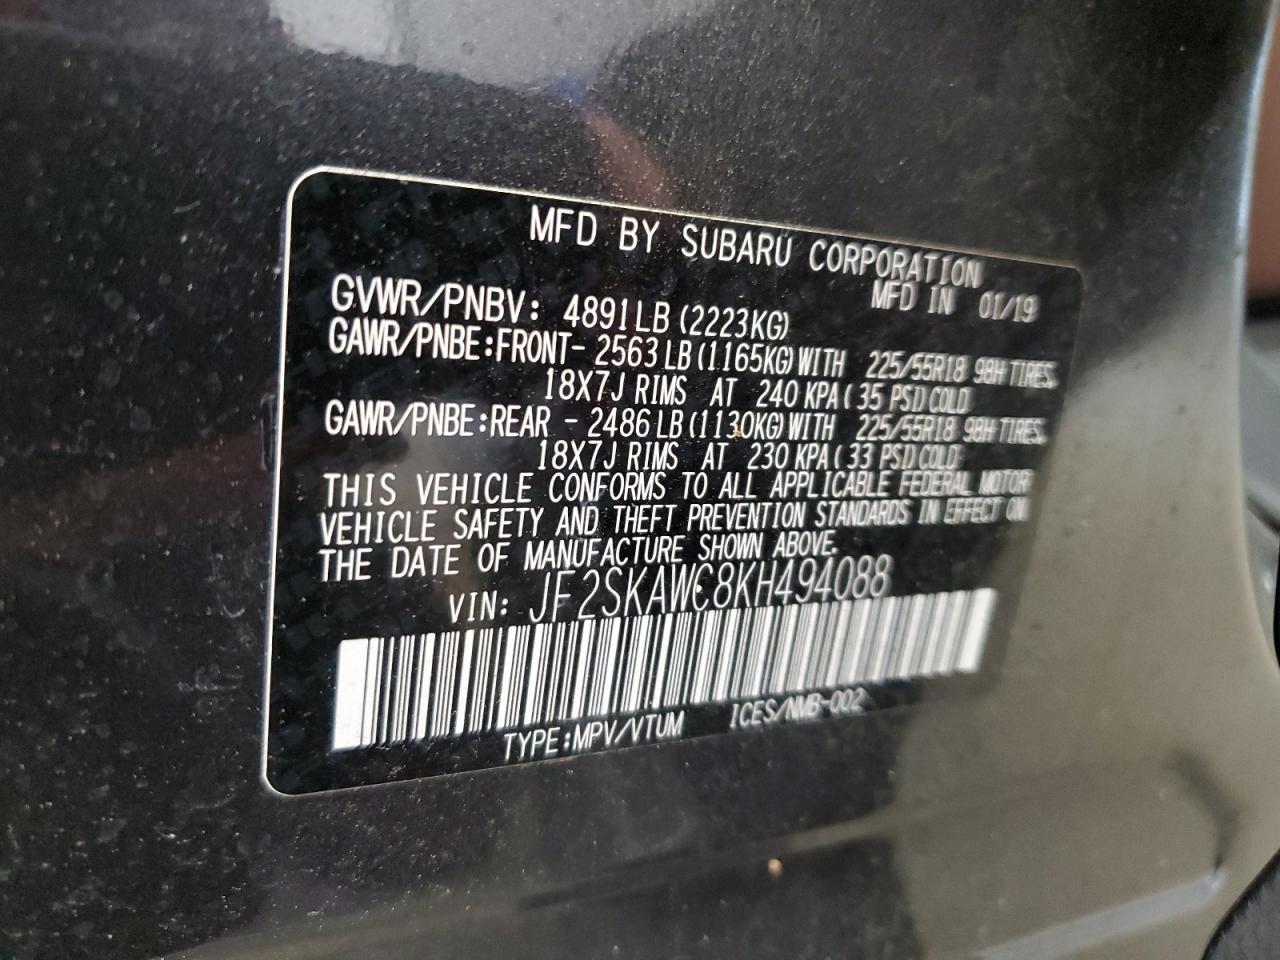 MFD BY SUBARU CORPORATION
MFD IN 01/19
GVWR/PNBV: 4891LB (2223KG)
GAWR/PNBE:FRONT- 2563 LB (1165KG) WITH 225/55R18 98H TIRES,
18X7J RIMS AT 240 KPA ( 35 PSI) COLD
GAWR/PNBE:REAR - 2486 LB (1130KG) WITH 225/55R18 98H TIRES,
18X7J RIMS AT 230 KPA ( 33 PSI) COLD
THIS VEHICLE CONFORMS TO ALL APPLICABLE FEDERAL MOTOR
VEHICLE SAFETY AND THEFT PREVENTION STANDARDS IN EFFECT ON
THE DATE OF MANUFACTURE SHOWN ABOVE.
VIN: JF2SKAWC8KH494088
TYPE:MPV/VTUM ICES/NMB-002